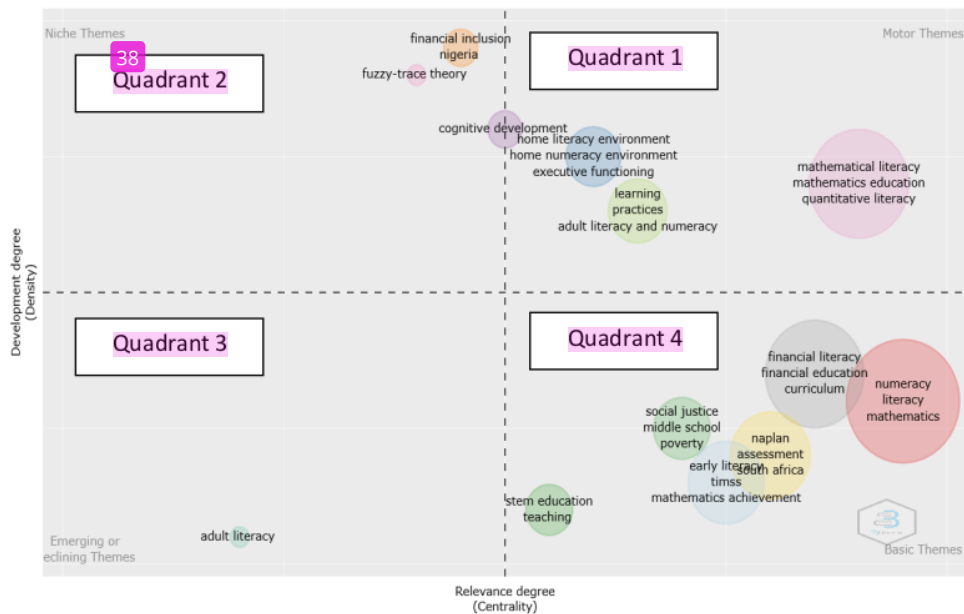 Niche Themes
Motor Themes
38
Quadrant 2
financial inclusion
nigeria
fuzzy-trace theory
Quadrant 1
cognitive development
home literacy environment
home numeracy environment
executive functioning
learning
practices
adult literacy and numeracy
mathematical literacy
mathematics education
quantitative literacy
Development degree
(Density)
Quadrant 3
Quadrant 4
financial literacy
financial education
curriculum
numeracy
literacy
mathematics
social justice
middle school
poverty
naplan
assessment
south africa
early literacy
timss
mathematics achievement
stem education
teaching
adult literacy
Emerging or
eclining Themes
Basic Themes
Relevance degree
(Centrality)